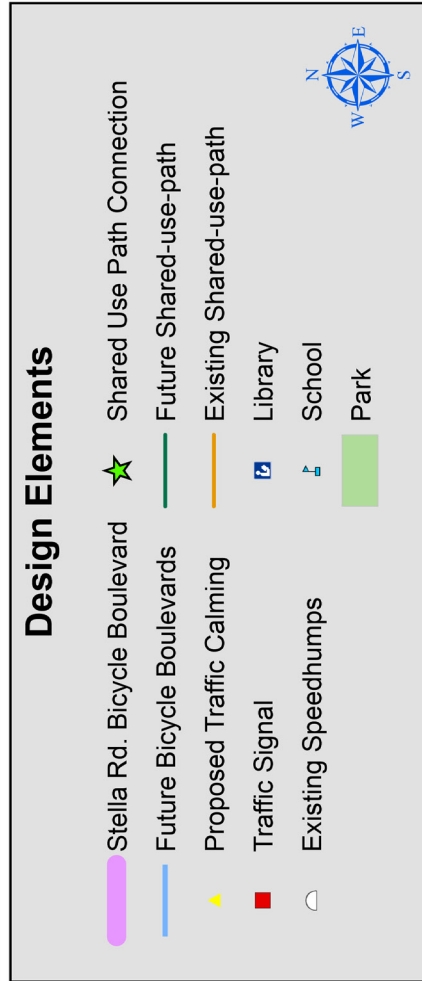 Design Elements
Stella Rd. Bicycle Boulevard
Future Bicycle Boulevards
Proposed Traffic Calming
Traffic Signal
Existing Speedhumps
Shared Use Path Connection
Future Shared-use-path
Existing Shared-use-path
Library
School
Park
N
E
S
W